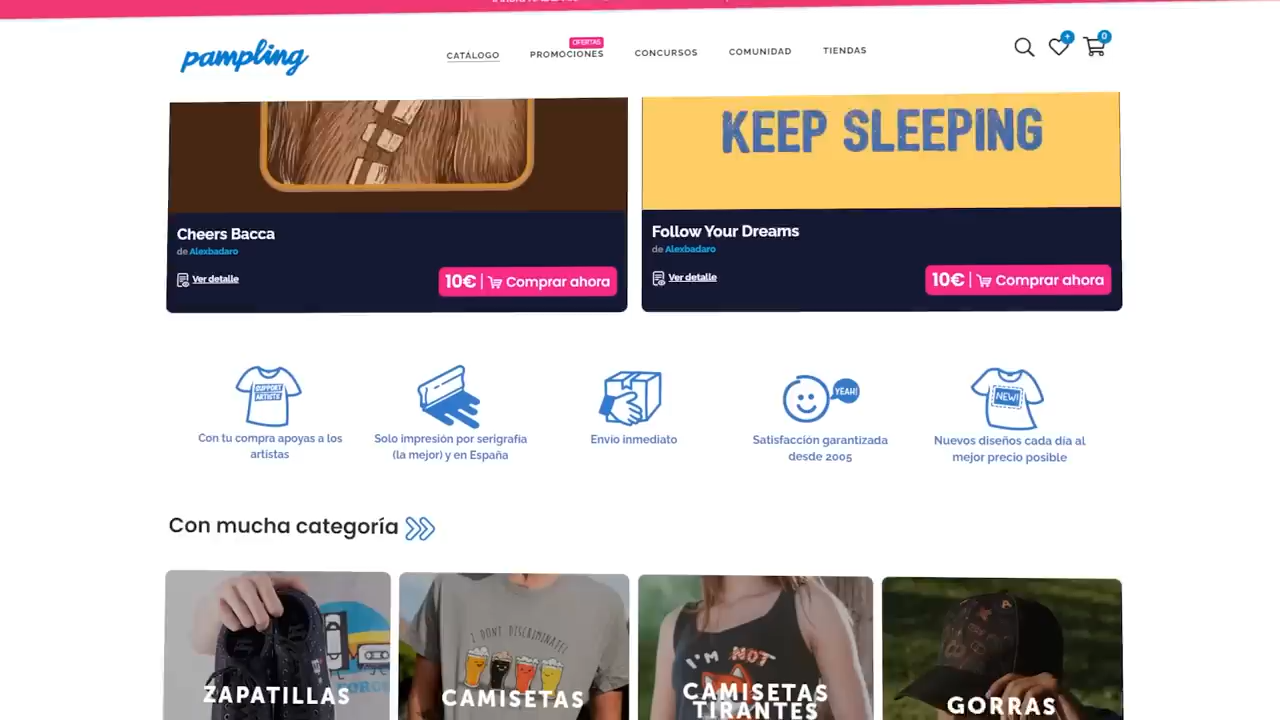 pampling
CATÁLOGO
OFERTAS
PROMOCIONES
CONCURSOS
COMUNIDAD
TIENDAS
+
0
KEEP SLEEPING
Cheers Bacca
de Alexbadaro
Ver detalle
10€ | Comprar ahora
Follow Your Dreams
de Alexbadaro
Ver detalle
10€ | Comprar ahora
SUPPORT
ARTISTS
YEAH!
NEW!
Con tu compra apoyas a los
artistas
Solo impresión por serigrafía
(la mejor) y en España
Envío inmediato
Satisfacción garantizada
desde 2005
Nuevos diseños cada día al
mejor precio posible
Con mucha categoría
ZAPATILLAS
I DON'T DISCRIMINATE!
CAMISETAS
I'M NOT
CAMISETAS
TIRANTES
GORRAS